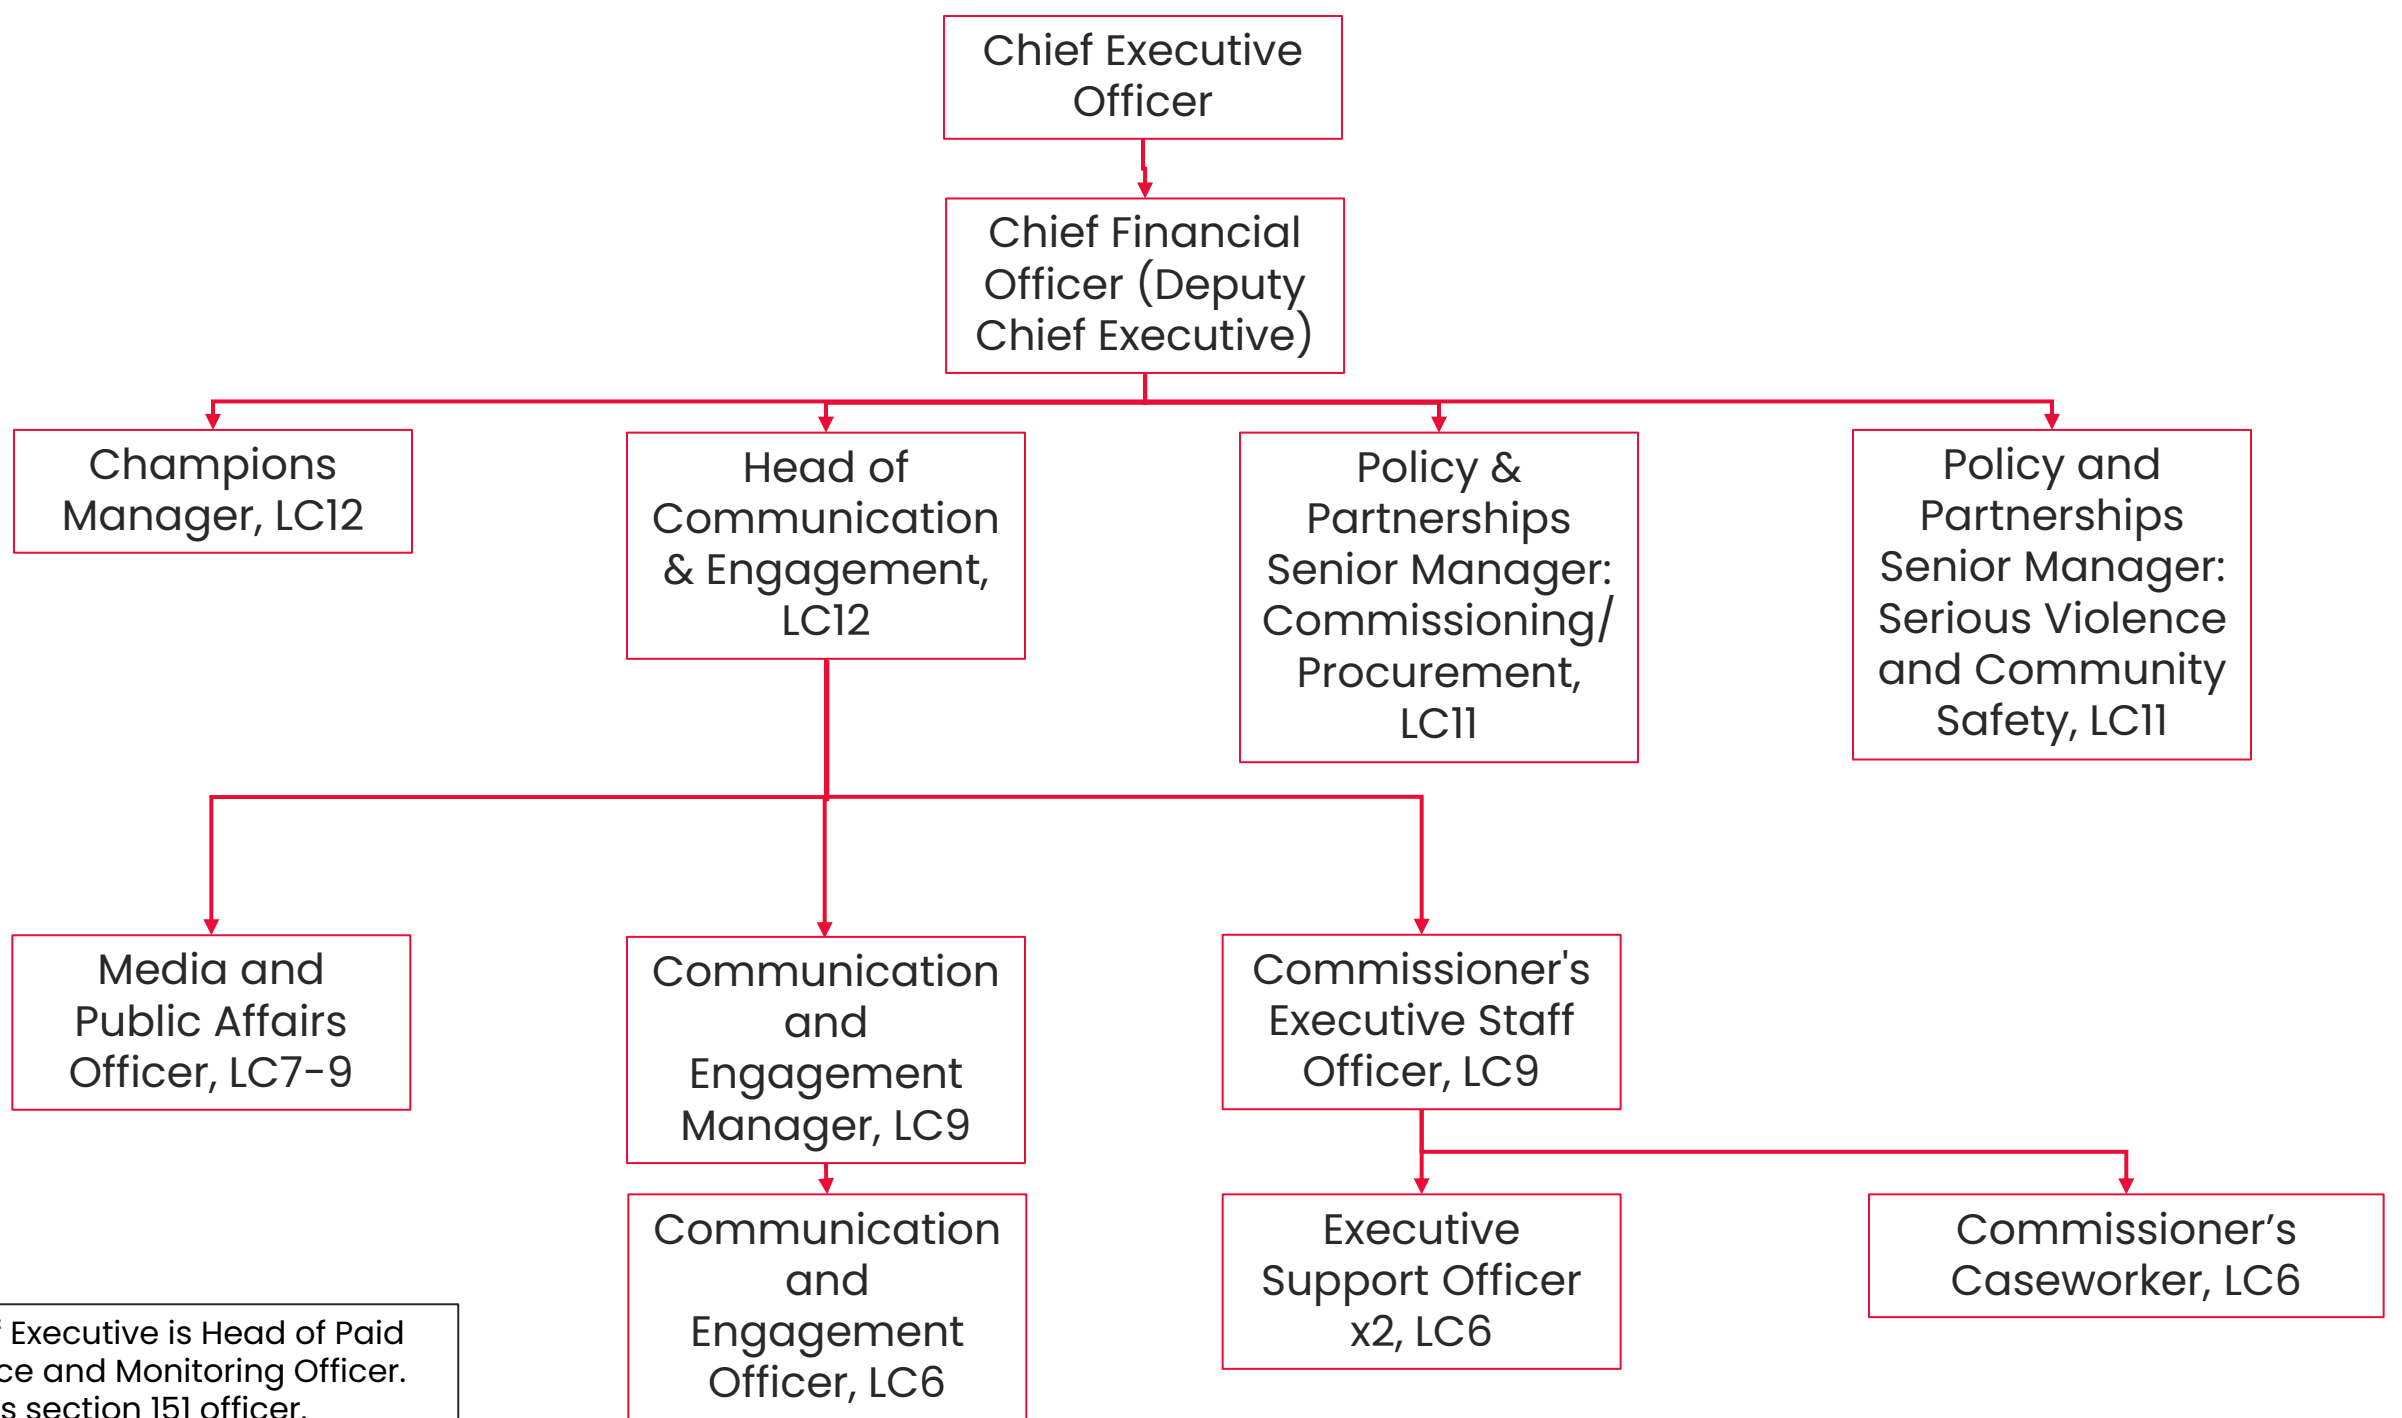 Chief Executive
Officer
Chief Financial
Officer (Deputy
Chief Executive)
Champions
Manager, LC12
Head of
Communication
& Engagement,
LC12
Policy &
Partnerships
Senior Manager:
Commissioning/
Procurement,
LC11
Policy and
Partnerships
Senior Manager:
Serious Violence
and Community
Safety, LC11
Media and
Public Affairs
Officer, LC7-9
Communication
and
Engagement
Manager, LC9
Commissioner's
Executive Staff
Officer, LC9
Communication
and
Engagement
Officer, LC6
Executive
Support Officer
x2, LC6
Commissioner’s
Caseworker, LC6
Executive is Head of Paid
and Monitoring Officer.
section 151 officer.